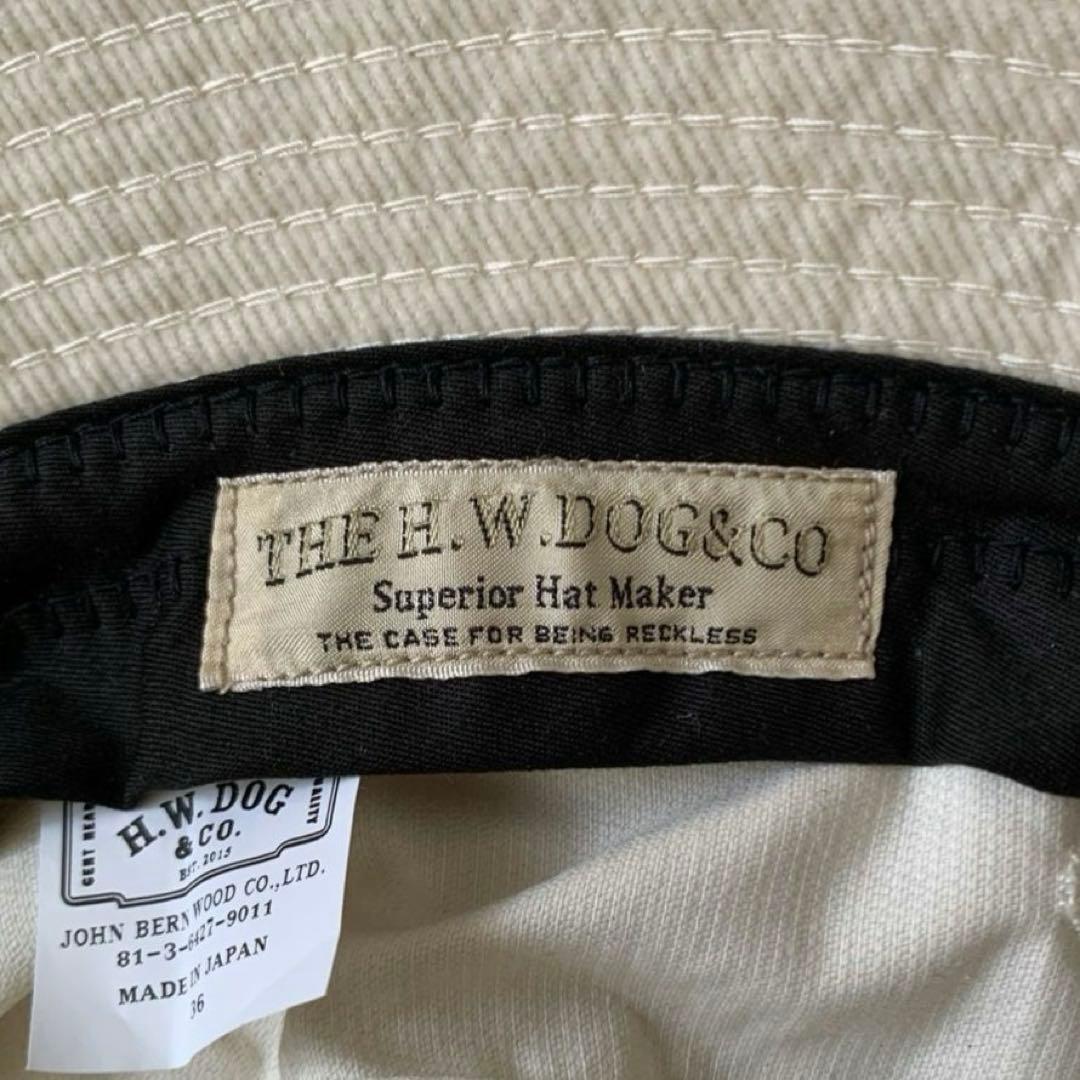 THE H.W.DOG&CO
Superior Hat Maker
THE CASE FOR BEING RECKLESS
H.W.DOG
& CO.
EST. 2015
JOHN BERNWOOD CO.,LTD.
81-3-6427-9011
MADE IN JAPAN
36